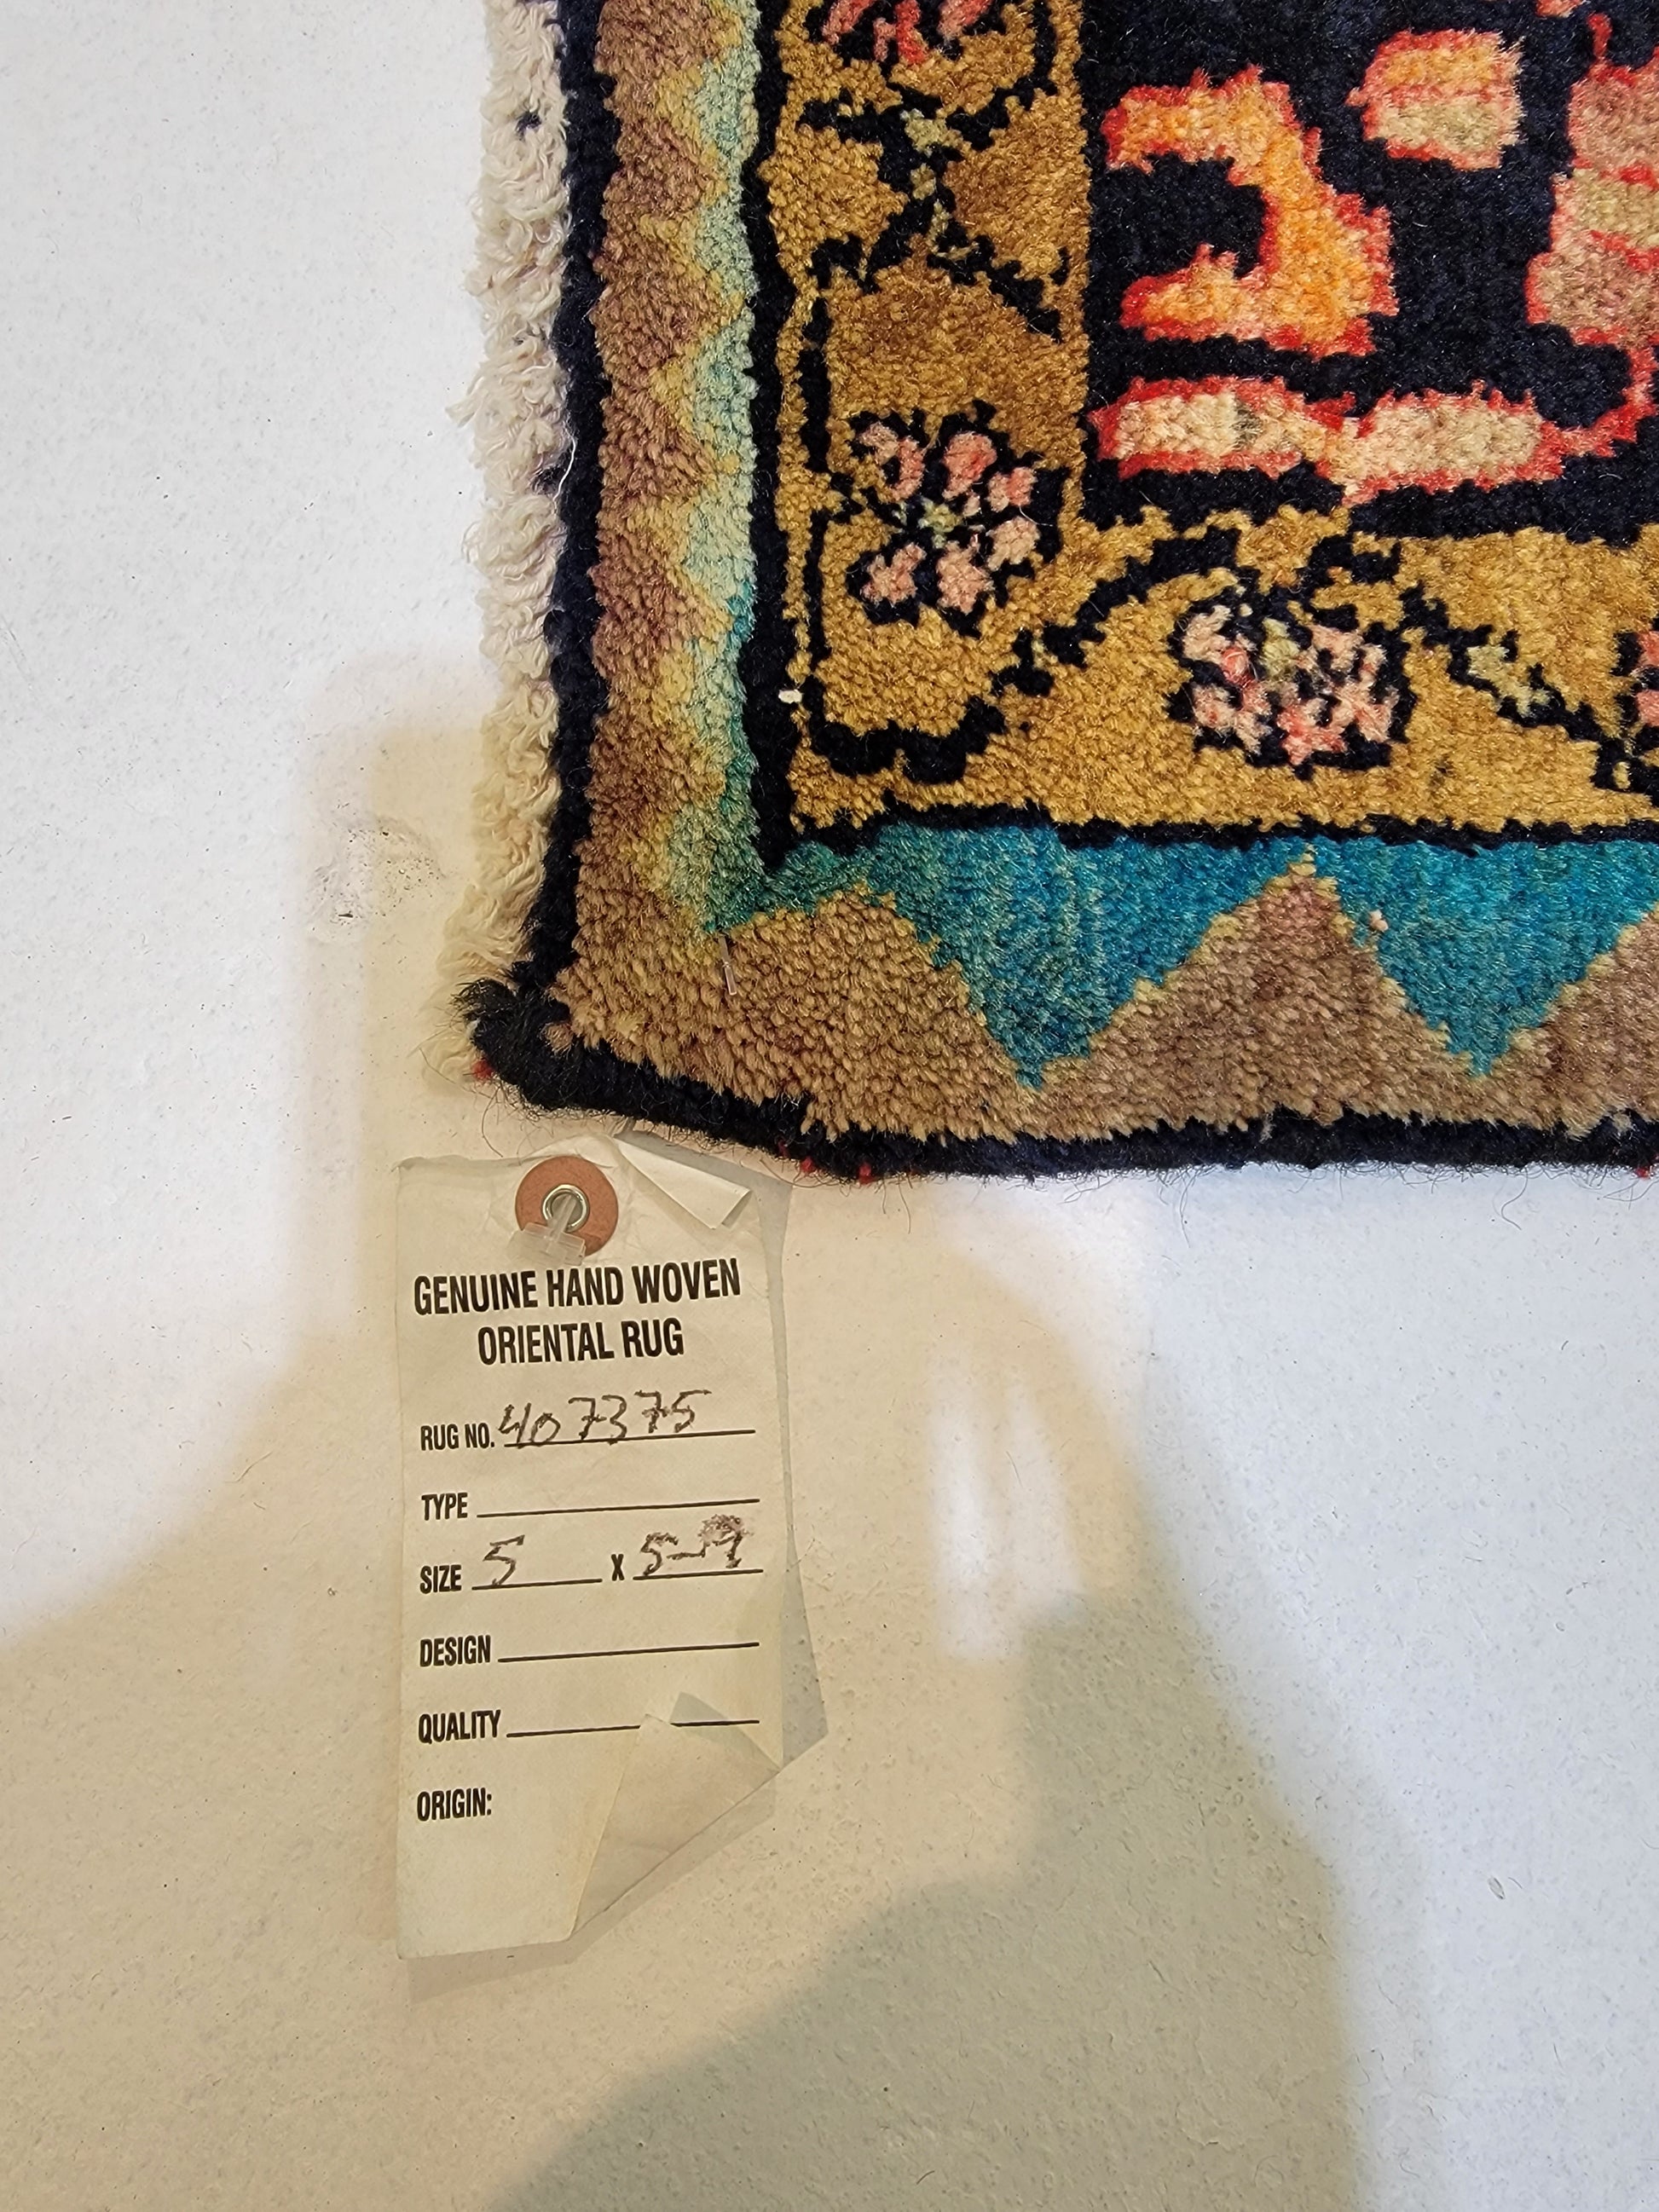 GENUINE HAND WOVEN
ORIENTAL RUG
RUG NO. 407375
TYPE
SIZE 5 X 5-9
DESIGN
QUALITY
ORIGIN: